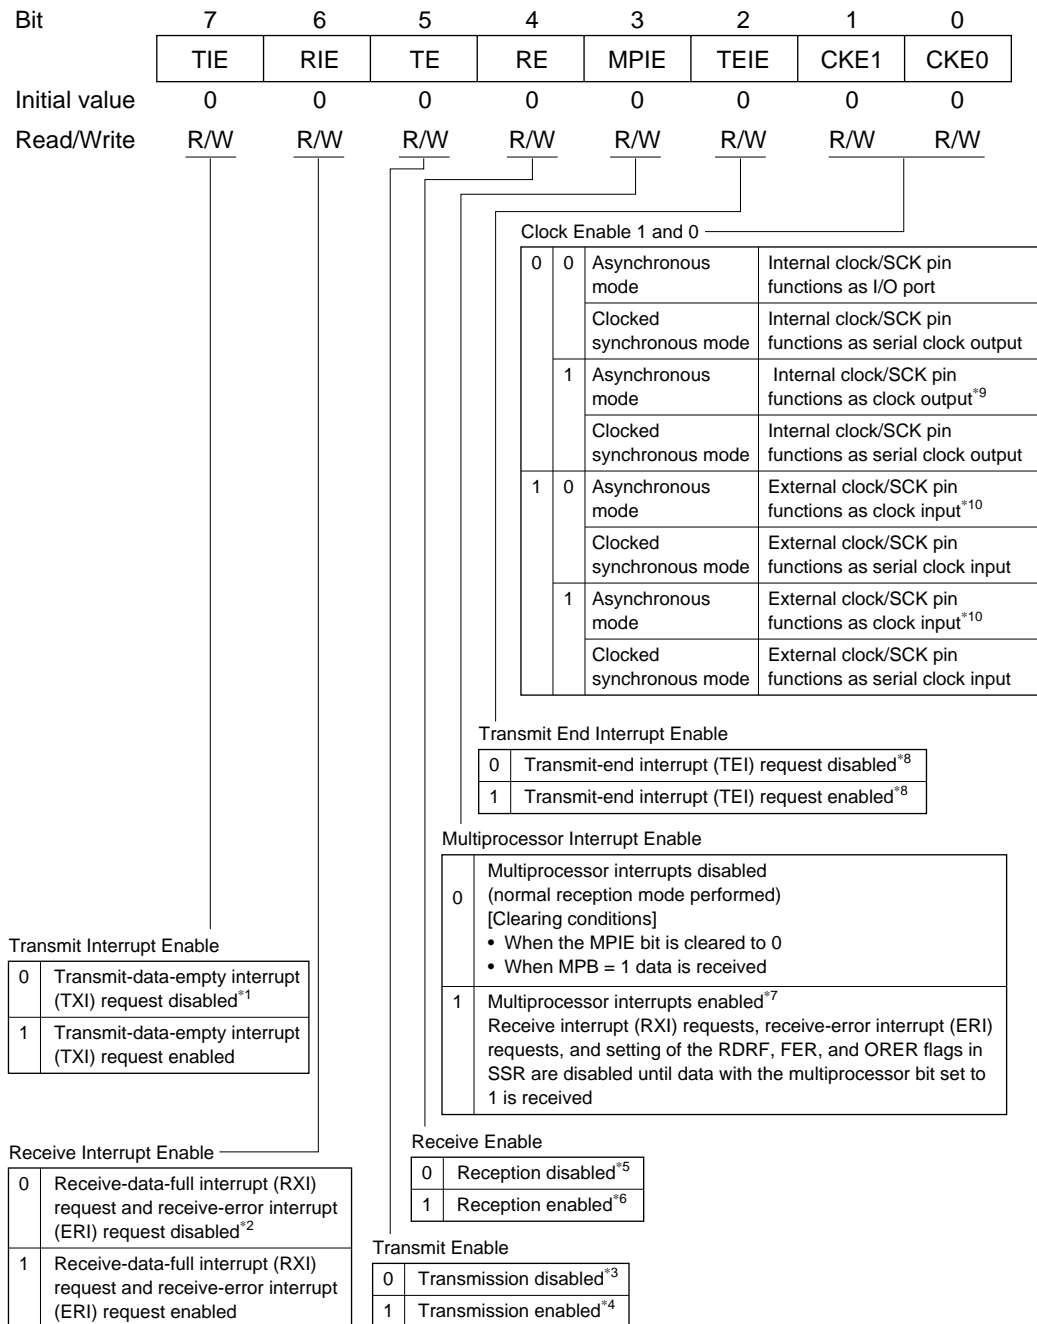 Bit 7 6 5 4 3 2 1 0
TIE RIE TE RE MPIE TEIE CKE1 CKE0
Initial value 0 0 0 0 0 0 0 0
Read/Write R/W R/W R/W R/W R/W R/W R/W R/W
Clock Enable 1 and 0
0 0 Asynchronous mode Internal clock/SCK pin functions as I/O port
Clocked synchronous mode Internal clock/SCK pin functions as serial clock output
1 Asynchronous mode Internal clock/SCK pin functions as clock output*9
Clocked synchronous mode Internal clock/SCK pin functions as serial clock output
1 0 Asynchronous mode External clock/SCK pin functions as clock input*10
Clocked synchronous mode External clock/SCK pin functions as serial clock input
1 Asynchronous mode External clock/SCK pin functions as clock input*10
Clocked synchronous mode External clock/SCK pin functions as serial clock input
Transmit End Interrupt Enable
0 Transmit-end interrupt (TEI) request disabled*8
1 Transmit-end interrupt (TEI) request enabled*8
Multiprocessor Interrupt Enable
0 Multiprocessor interrupts disabled
(normal reception mode performed)
[Clearing conditions]
• When the MPIE bit is cleared to 0
• When MPB = 1 data is received
1 Multiprocessor interrupts enabled*7
Receive interrupt (RXI) requests, receive-error interrupt (ERI)
requests, and setting of the RDRF, FER, and ORER flags in
SSR are disabled until data with the multiprocessor bit set to
1 is received
Transmit Interrupt Enable
0 Transmit-data-empty interrupt
(TXI) request disabled*1
1 Transmit-data-empty interrupt
(TXI) request enabled
Receive Enable
0 Reception disabled*5
1 Reception enabled*6
Receive Interrupt Enable
0 Receive-data-full interrupt (RXI)
request and receive-error interrupt
(ERI) request disabled*2
1 Receive-data-full interrupt (RXI)
request and receive-error interrupt
(ERI) request enabled
Transmit Enable
0 Transmission disabled*3
1 Transmission enabled*4